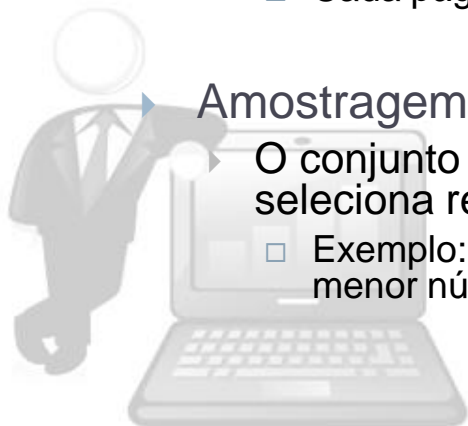 Cada pág
Amostragem
O conjunto
seleciona re
Exemplo:
menor nú